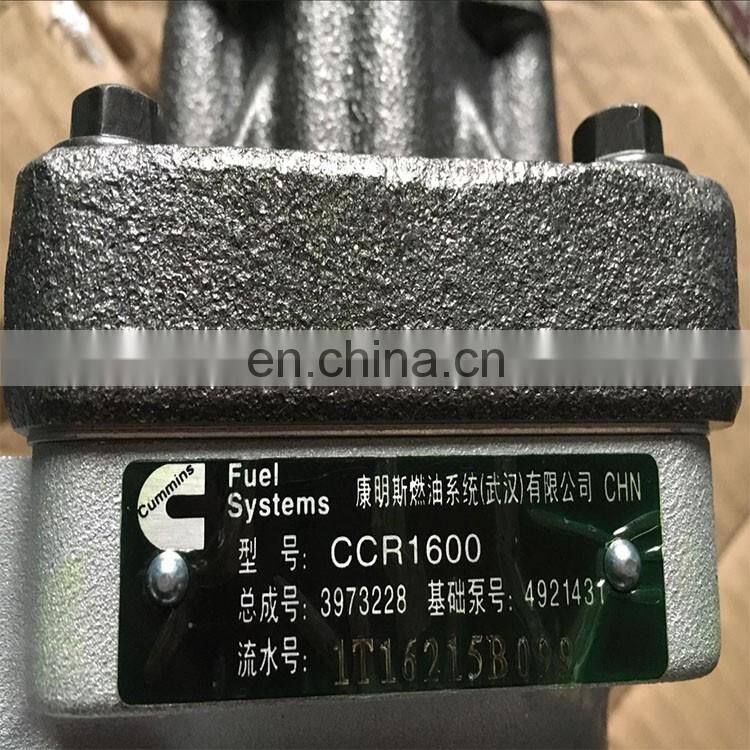 en.china.cn
Cummins
Fuel
Systems
康明斯燃油系统(武汉)有限公司 CHN
型 号: CCR1600
总成号: 3973228 基础泵号: 4921431
流水号: 1T16215B099